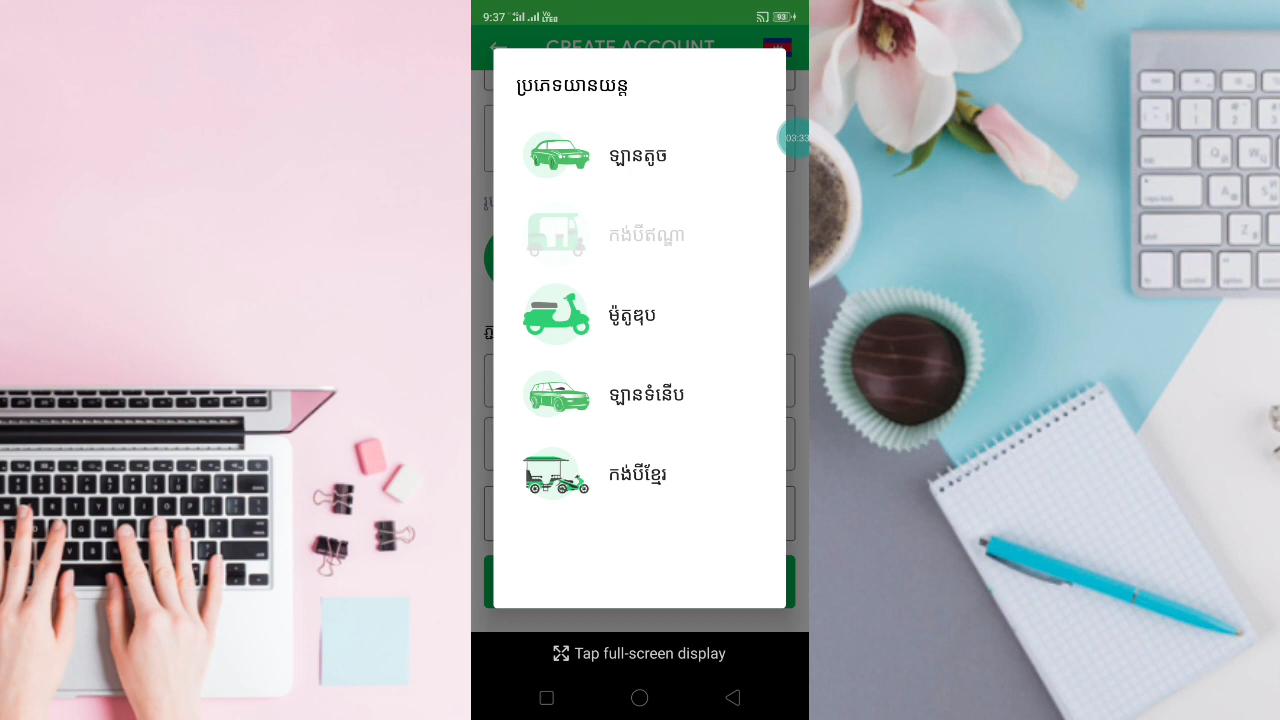 9:37
93
CREATE ACCOUNT
ប្រភេទយានយន្ត
03:33
ឡានតូច
កង់បីឥណ្ឌា
ម៉ូតូឌុប
ឡានទំនើប
កង់បីខ្មែរ
Tap full-screen display